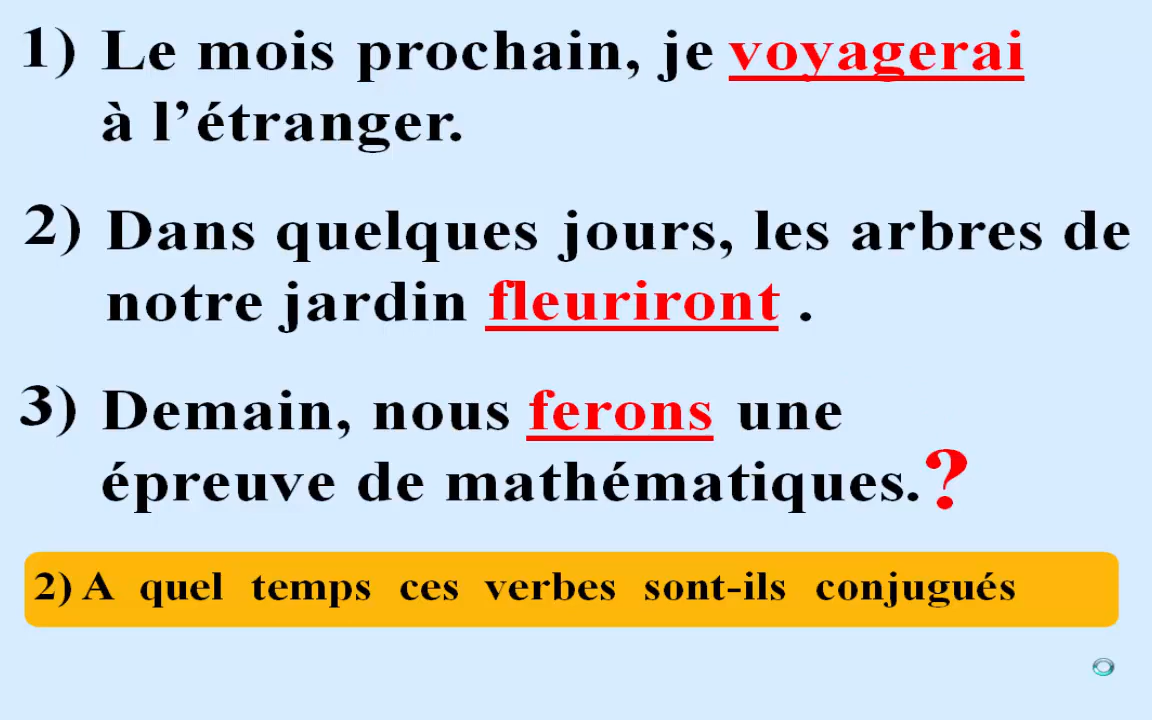 1) Le mois prochain, je voyagerai
à l’étranger.
2) Dans quelques jours, les arbres de
notre jardin fleuriront .
3) Demain, nous ferons une
épreuve de mathématiques.?
2) A quel temps ces verbes sont-ils conjugués